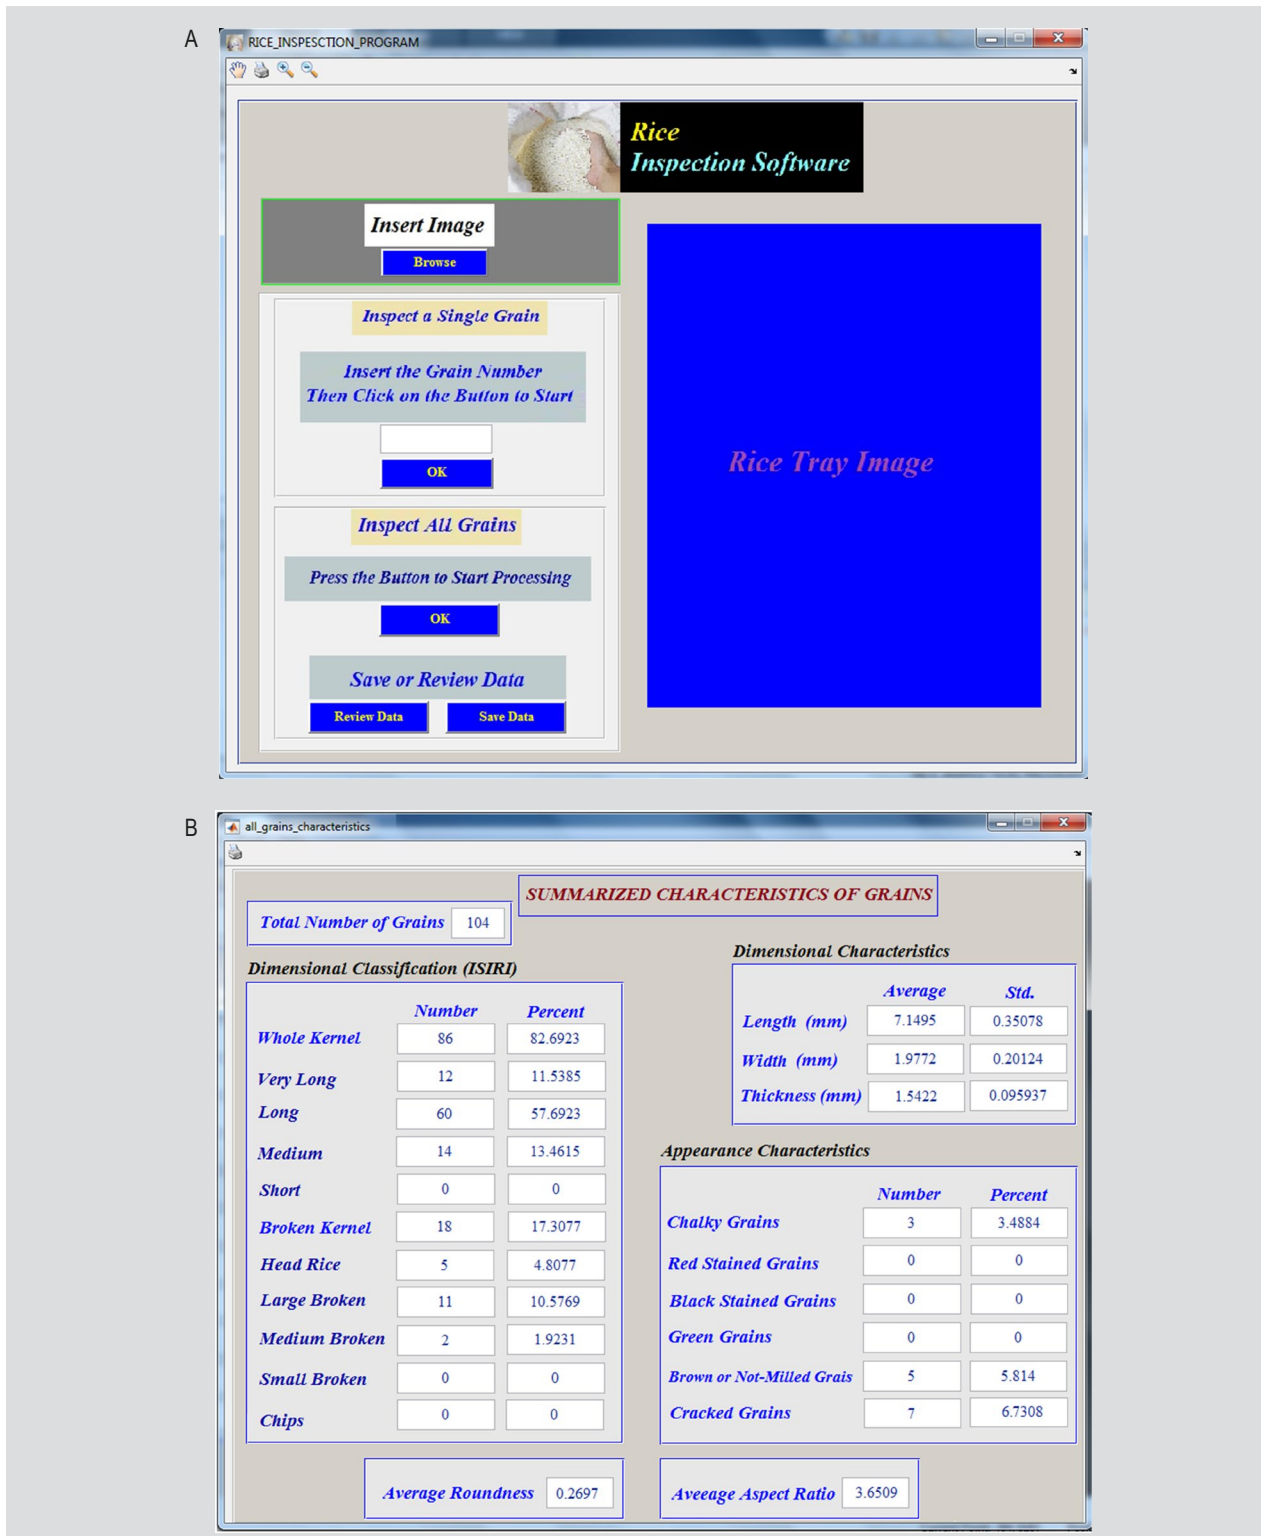 A
RICE_INSPESCTION_PROGRAM
Rice
Inspection Software
Insert Image
Browse
Inspect a Single Grain
Insert the Grain Number
Then Click on the Button to Start
OK
Rice Tray Image
Inspect All Grains
Press the Button to Start Processing
OK
Save or Review Data
Review Data Save Data
B
all_grains_characteristics
SUMMARIZED CHARACTERISTICS OF GRAINS
Total Number of Grains 104
Dimensional Classification (ISIRI)
Number Percent
Whole Kernel 86 82.6923
Very Long 12 11.5385
Long 60 57.6923
Medium 14 13.4615
Short 0 0
Broken Kernel 18 17.3077
Head Rice 5 4.8077
Large Broken 11 10.5769
Medium Broken 2 1.9231
Small Broken 0 0
Chips 0 0
Dimensional Characteristics
Average Std.
Length (mm) 7.1495 0.35078
Width (mm) 1.9772 0.20124
Thickness (mm) 1.5422 0.095937
Appearance Characteristics
Number Percent
Chalky Grains 3 3.4884
Red Stained Grains 0 0
Black Stained Grains 0 0
Green Grains 0 0
Brown or Not-Milled Grais 5 5.814
Cracked Grains 7 6.7308
Average Roundness 0.2697
Aveeage Aspect Ratio 3.6509